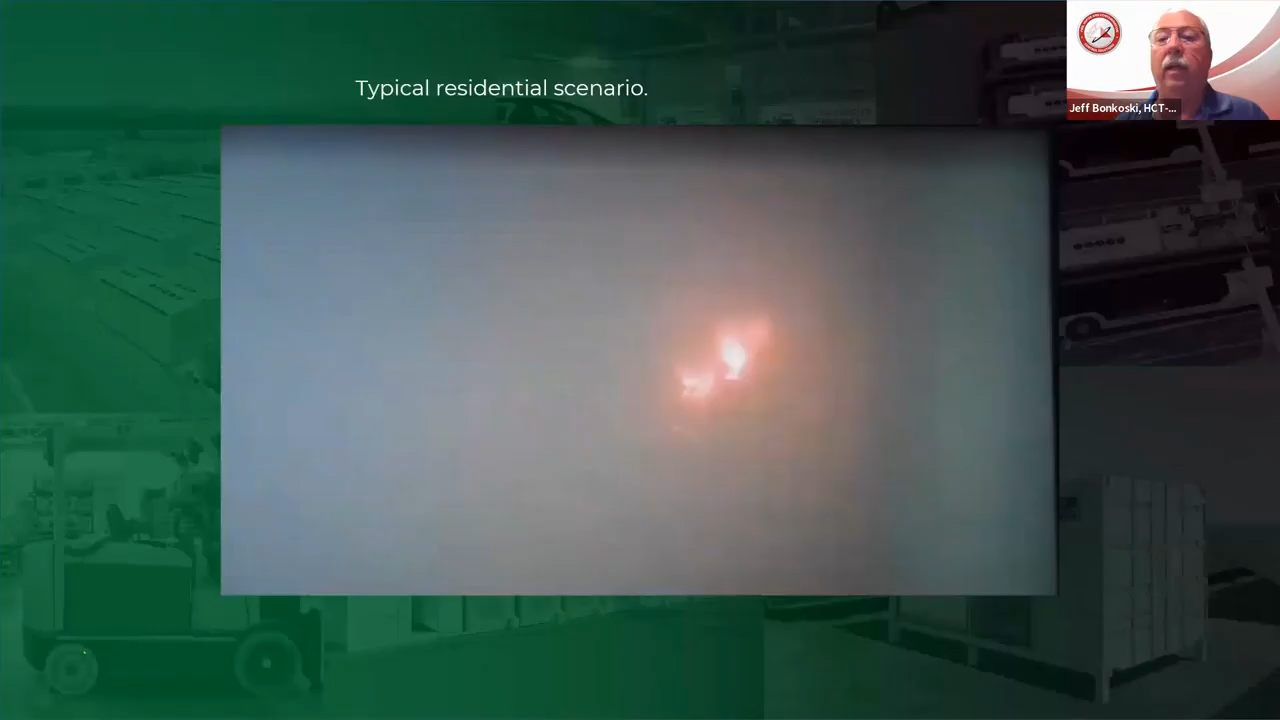 Typical residential scenario.
Jeff Bonkoski, HCT-...